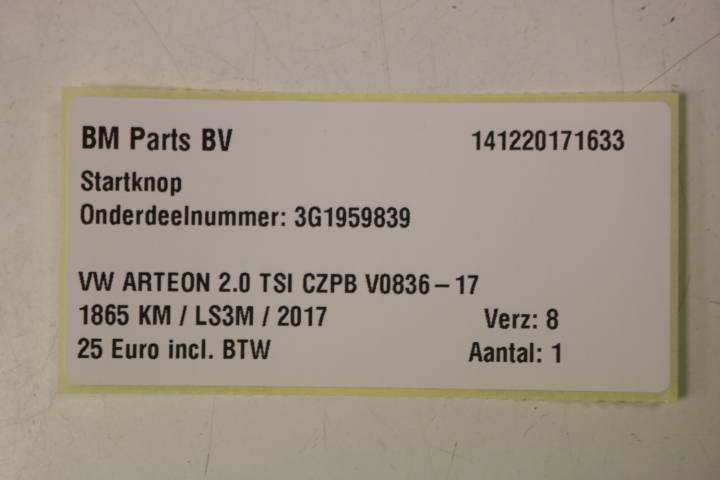 BM Parts BV 141220171633
Startknop
Onderdeelnummer: 3G1959839
VW ARTEON 2.0 TSI CZPB V0836-17
1865 KM / LS3M / 2017 Verz: 8
25 Euro incl. BTW Aantal: 1